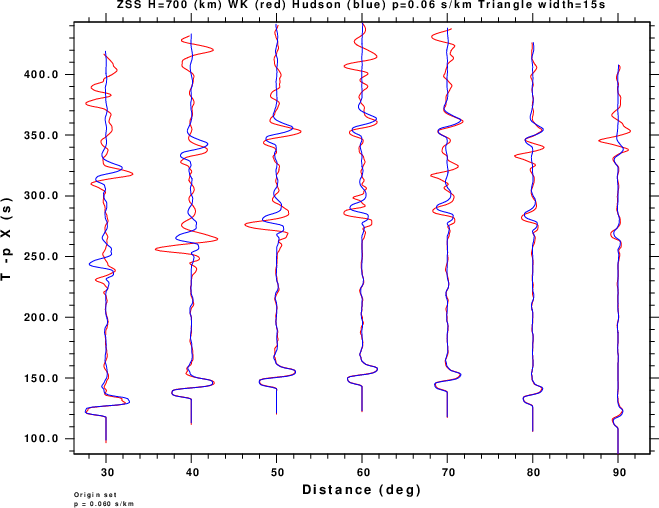 ZSS H=700 (km) WK (red) Hudson (blue) p=0.06 s/km Triangle width=15s
400.0
350.0
300.0
250.0
200.0
150.0
100.0
T -p X (s)
30 40 50 60 70 80 90
Distance (deg)
Origin set
p = 0.060 s/km